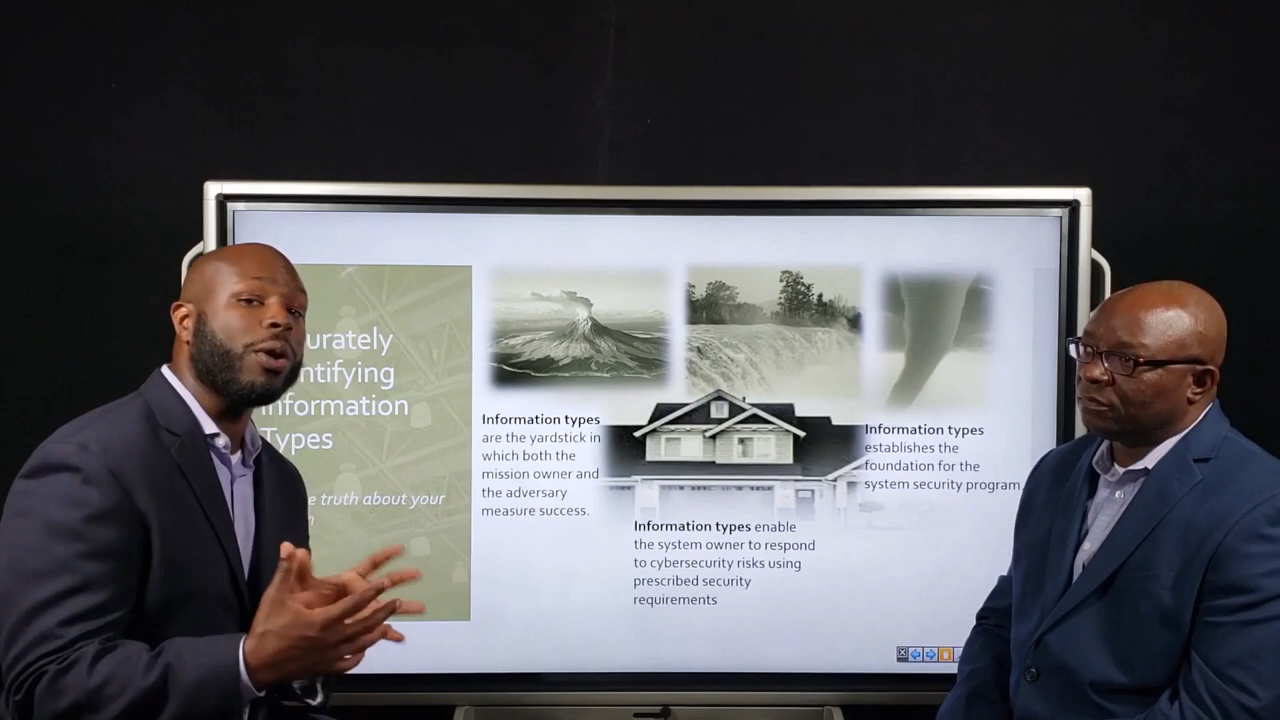 urately
ntifying
Information
Types
e truth about your
Information types
are the yardstick in
which both the
mission owner and
the adversary
measure success.
Information types enable
the system owner to respond
to cybersecurity risks using
prescribed security
requirements
Information types
establishes the
foundation for the
system security program.